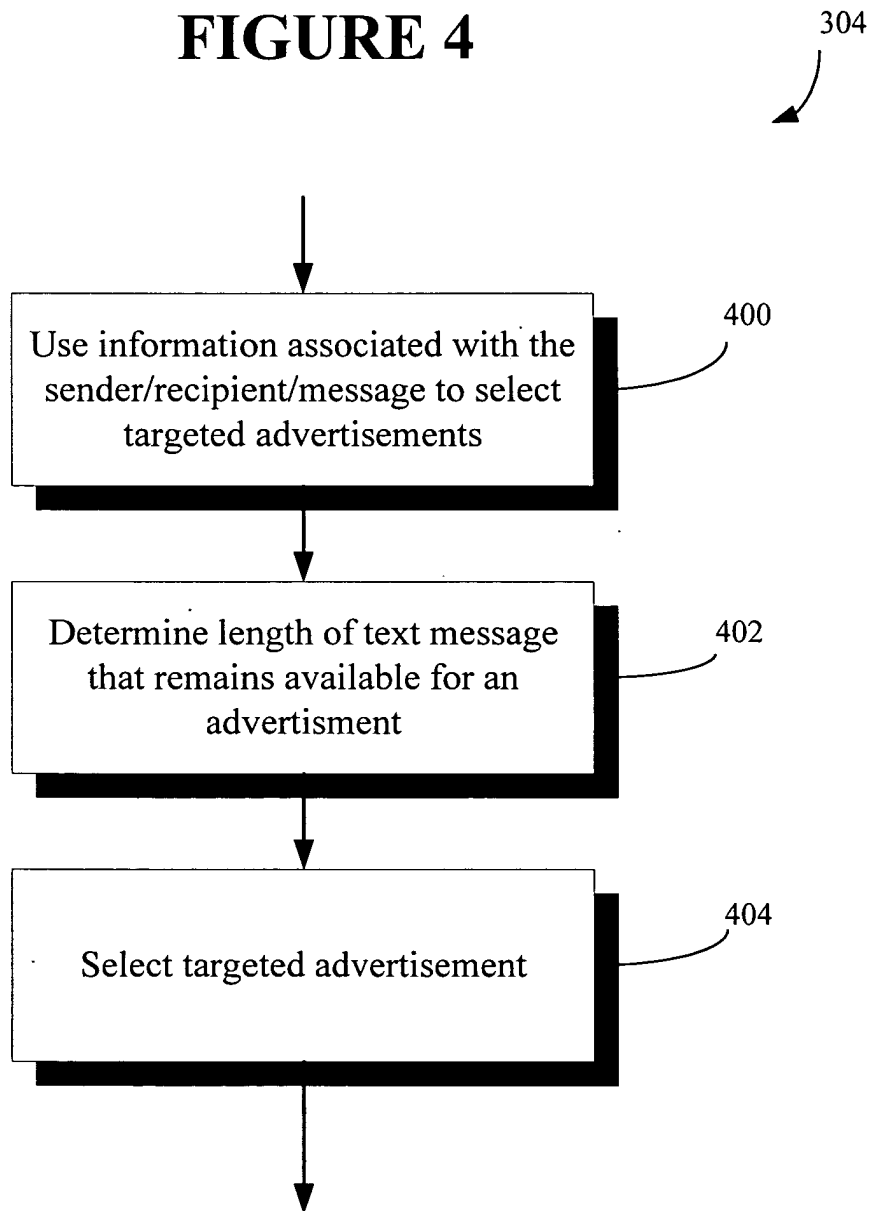 FIGURE 4
304
Use information associated with the
sender/recipient/message to select
targeted advertisements
400
Determine length of text message
that remains available for an
advertisment
402
Select targeted advertisement
404